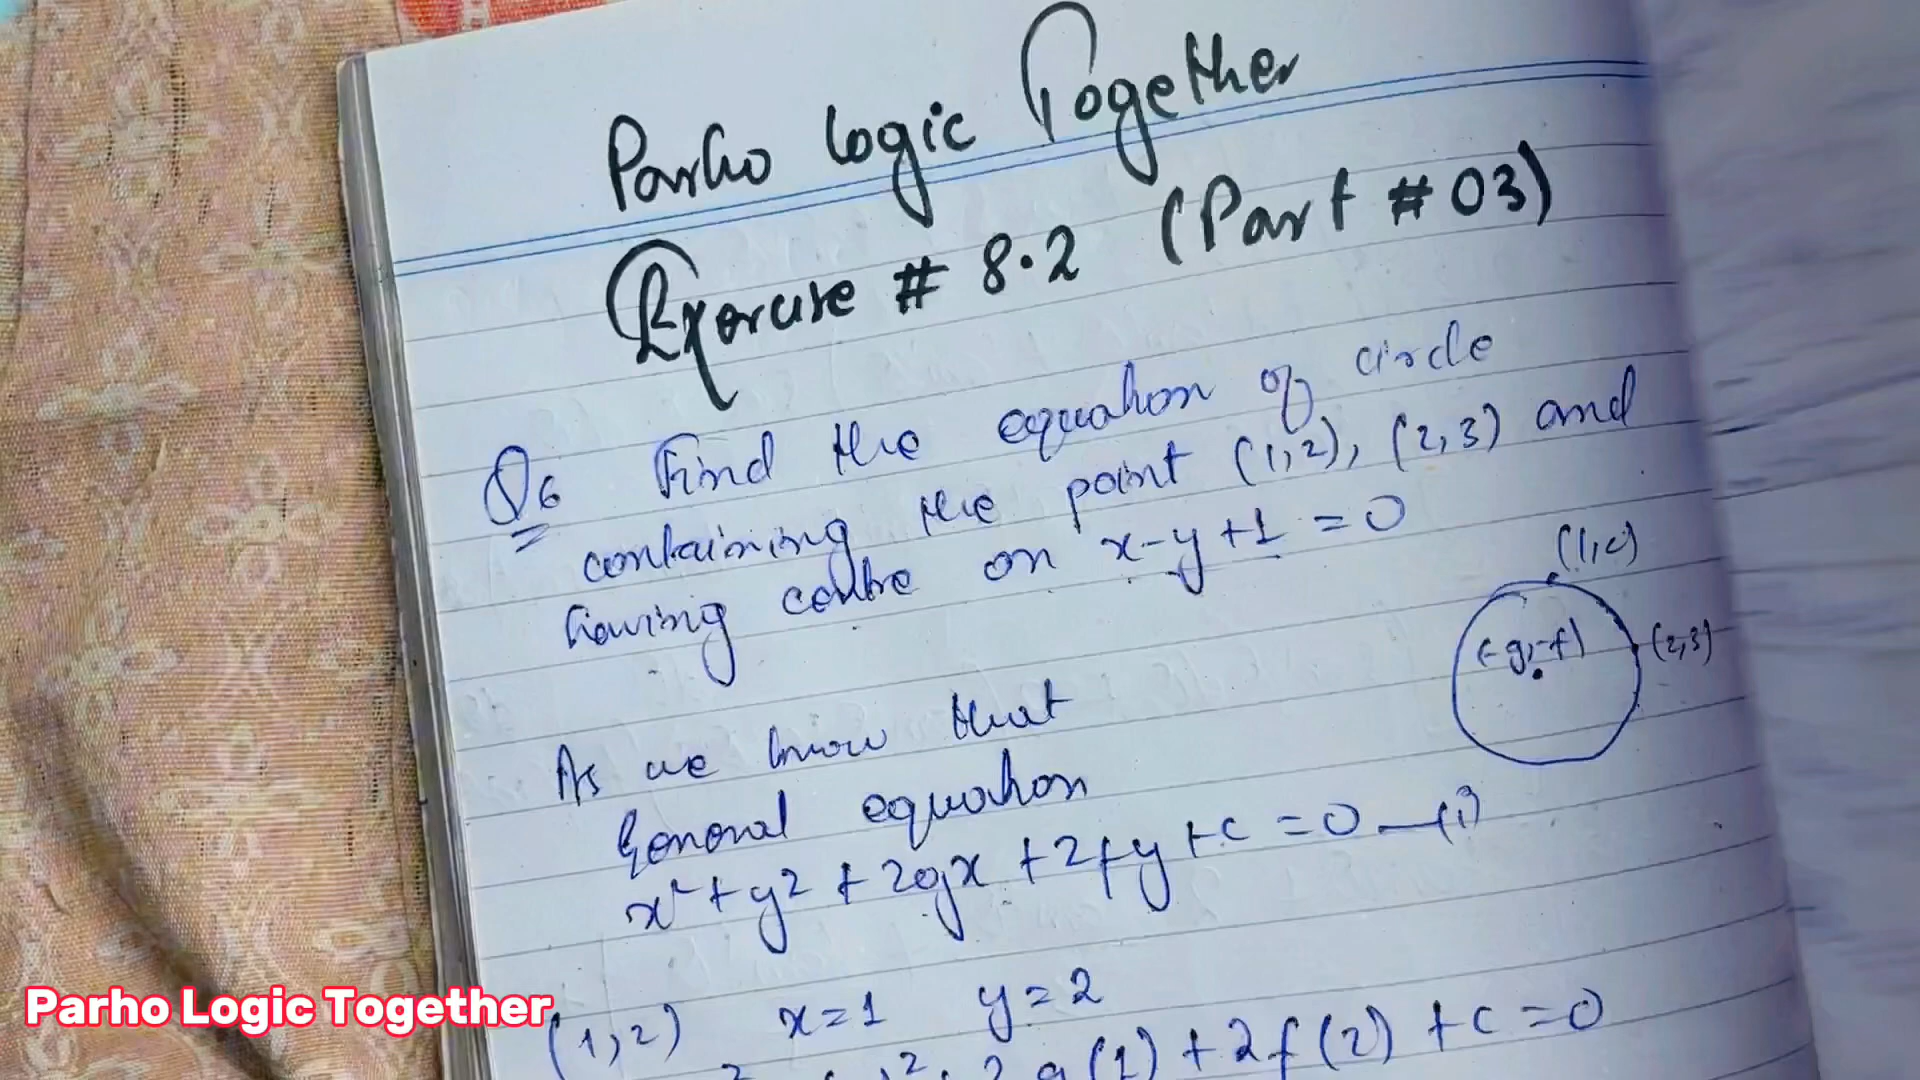 Parho Logic Together
Exercise # 8.2 (Part # 03)
Q6 Find the equation of circle
containing the point (1,2), (2,3) and
having centre on x-y+1=0
(1,2)
(-g,-f)
(2,3)
As we know that
General equation
x²+y²+2gx+2fy+c=0—(i)
(1,2) x=1 y=2
2g(1)+2f(2)+c=0
Parho Logic Together